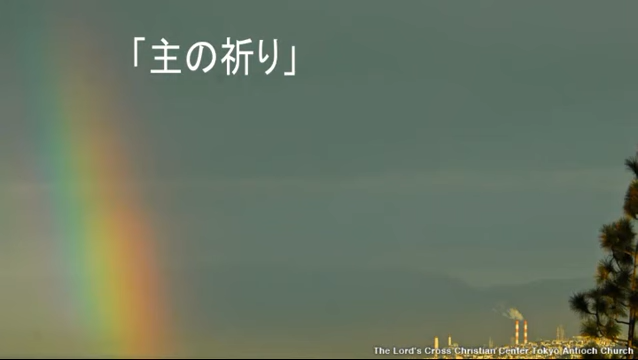 「主の祈り」
The Lord's Cross Christian Center Tokyo Antioch Church